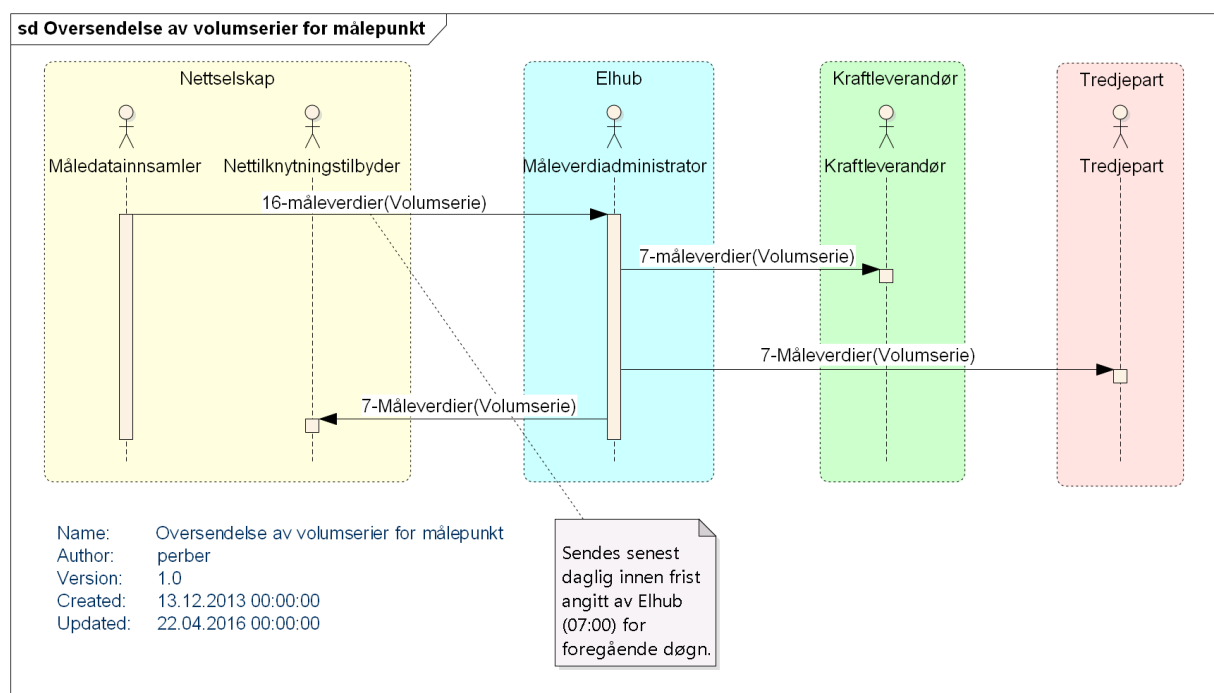 sd Oversendelse av volumserier for målepunkt
Nettselskap
Elhub
Kraftleverandør
Tredjepart
Måledatainnsamler
Nettilknytningstilbyder
Måleverdiadministrator
Kraftleverandør
Tredjepart
16-måleverdier(Volumserie)
7-måleverdier(Volumserie)
7-Måleverdier(Volumserie)
7-Måleverdier(Volumserie)
Name: Oversendelse av volumserier for målepunkt
Author: perber
Version: 1.0
Created: 13.12.2013 00:00:00
Updated: 22.04.2016 00:00:00
Sendes senest
daglig innen frist
angitt av Elhub
(07:00) for
foregående døgn.